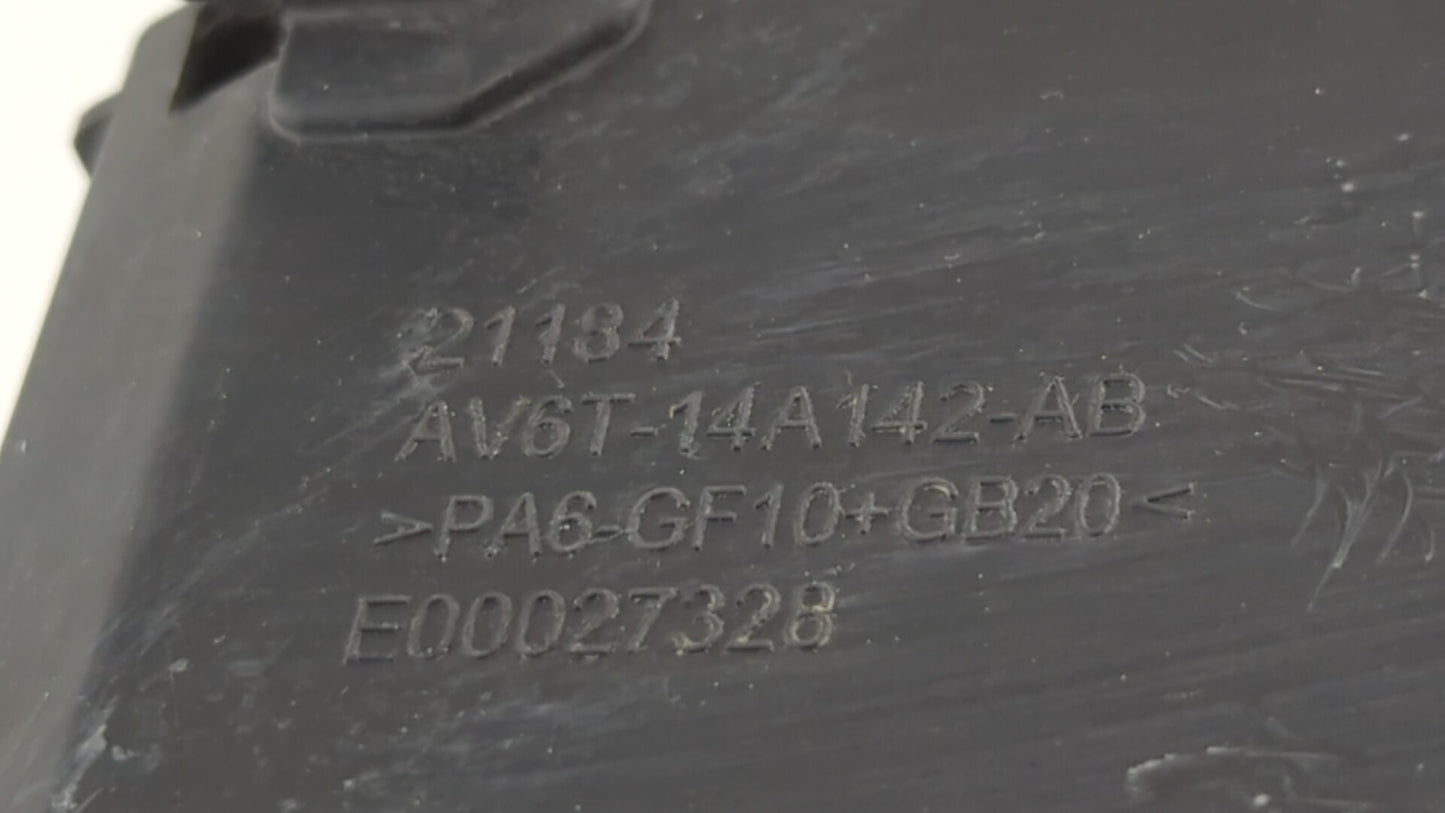 21184
AV6T-14A142-AB
>PA6-GF10+GB20<
E00027328